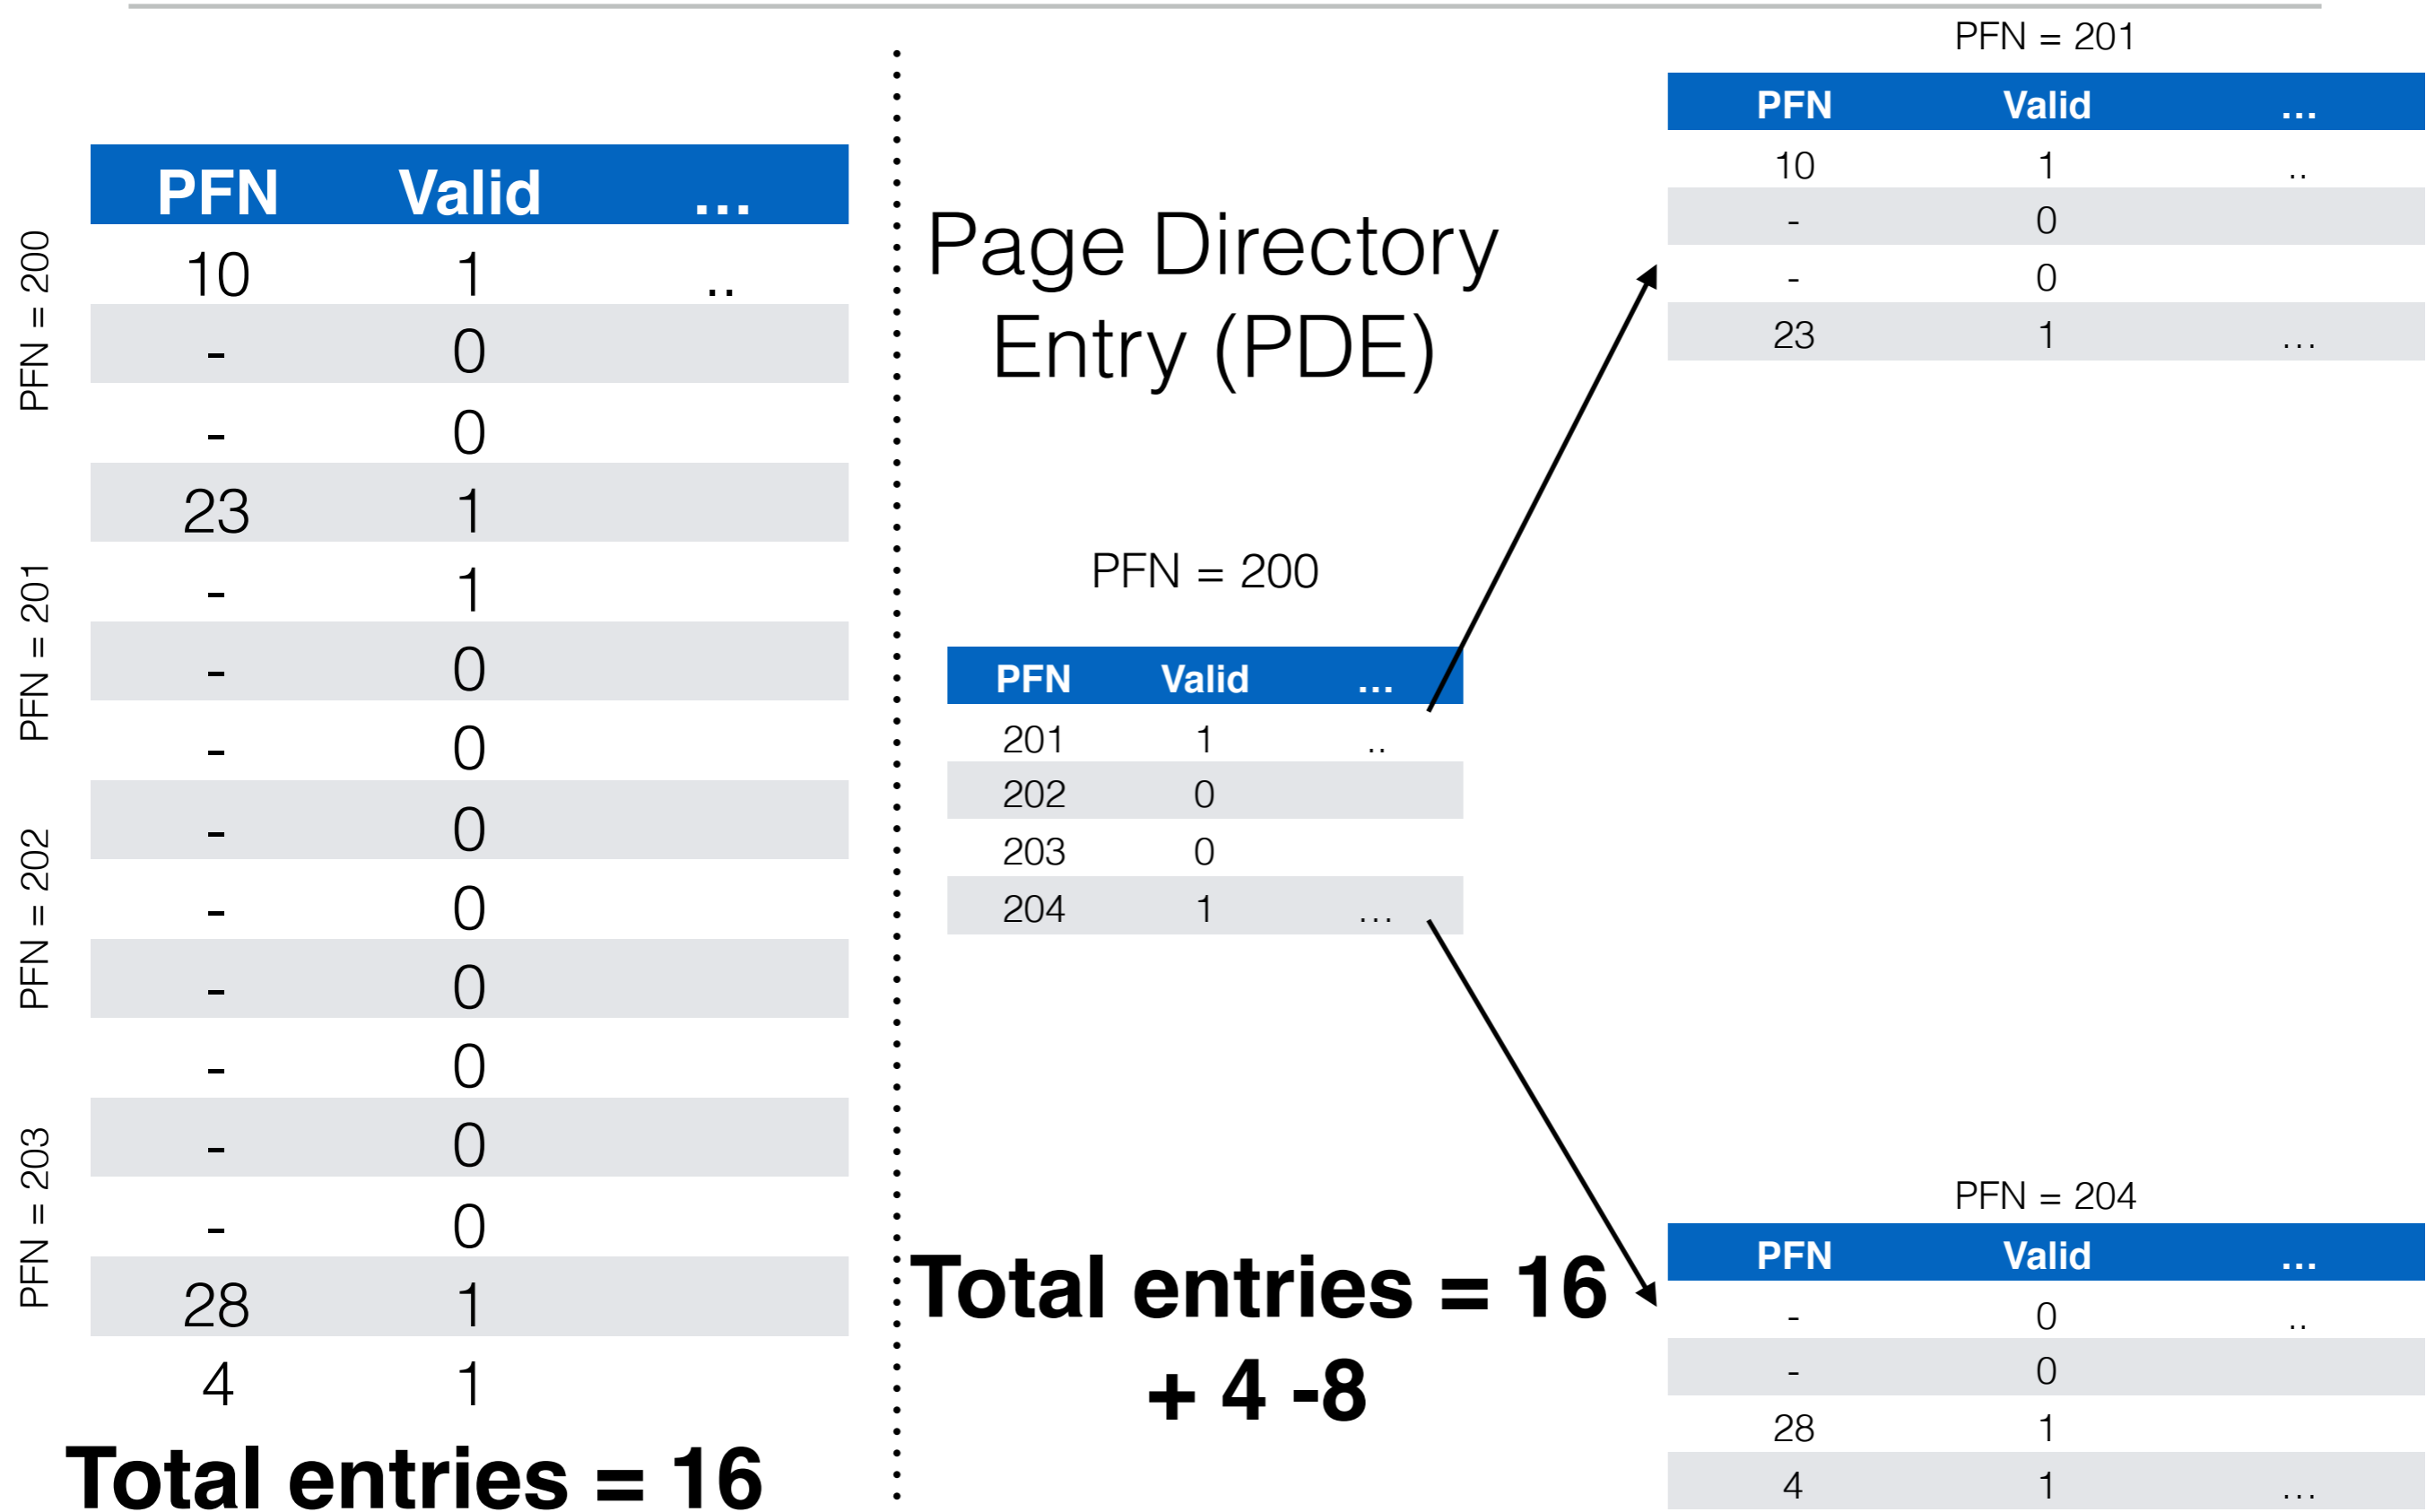 PFN Valid ...
10 1 ..
- 0
- 0
23 1
- 1
- 0
- 0
- 0
- 0
- 0
- 0
- 0
- 0
28 1
4 1
Total entries = 16
PFN = 200
PFN = 201
PFN = 202
PFN = 203
Page Directory
Entry (PDE)
PFN = 200
PFN Valid ...
201 1 ..
202 0
203 0
204 1 ...
Total entries = 16
+ 4 -8
PFN = 201
PFN Valid ...
10 1 ..
- 0
- 0
23 1 ...
PFN = 204
PFN Valid ...
- 0 ..
- 0
28 1
4 1 ...